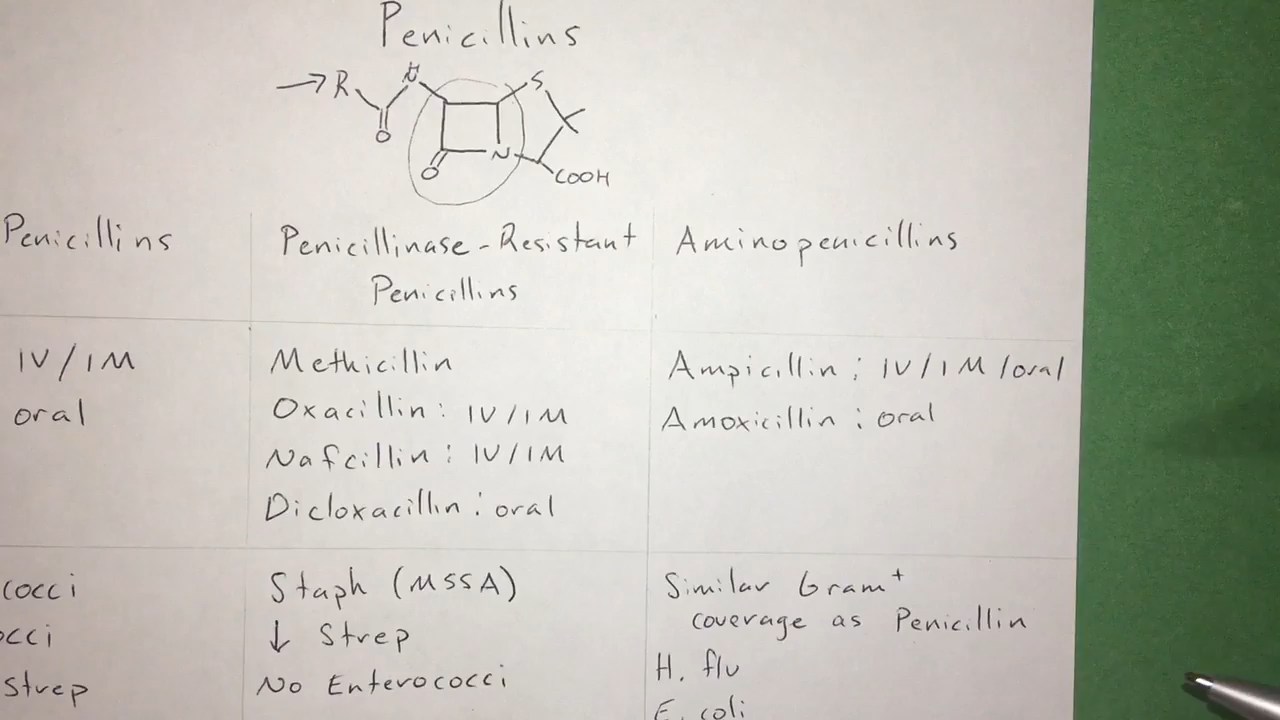 Penicillins
→ R
H
N
S
O
O
N
COOH
Penicillins
Penicillinase-Resistant
Penicillins
Aminopenicillins
IV/IM
oral
Methicillin
Oxacillin: IV/IM
Nafcillin: IV/IM
Dicloxacillin: oral
Ampicillin: IV/IM/oral
Amoxicillin: oral
cocci
occi
Strep
Staph (MSSA)
↓ Strep
No Enterococci
Similar Gram+
coverage as Penicillin
H. flu
E. coli